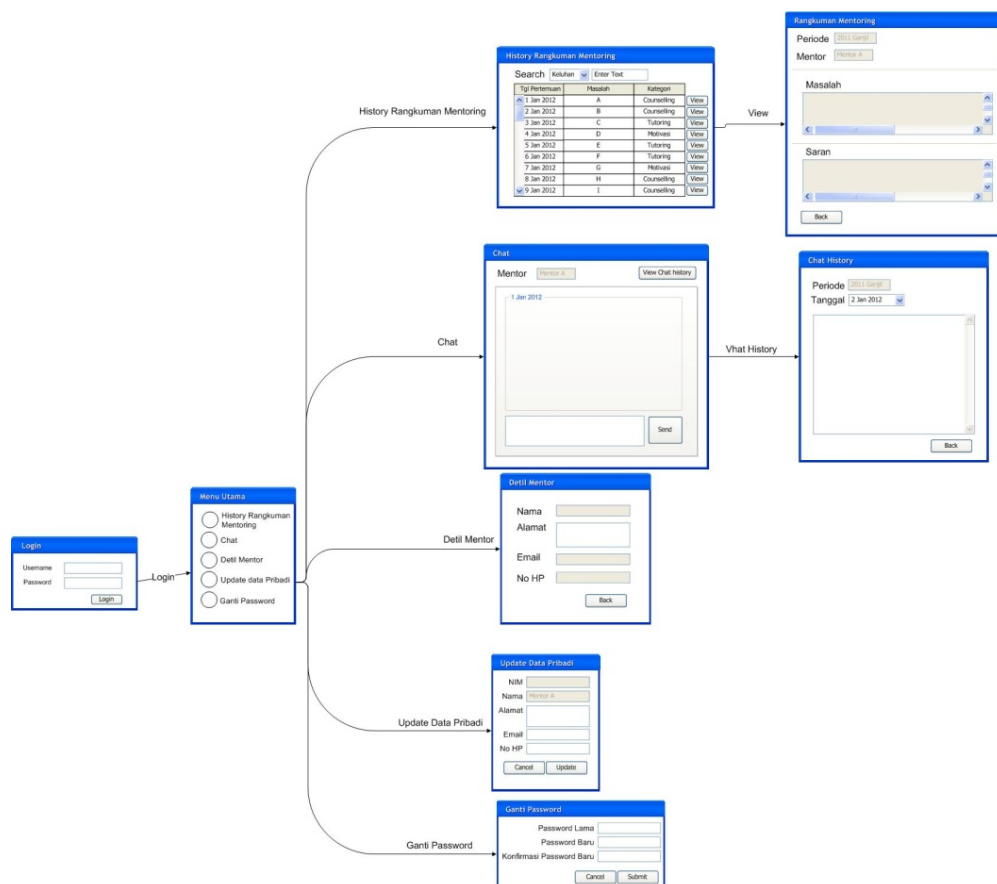 Login
Username
Password
Login
Login
Menu Utama
History Rangkuman
Mentoring
Chat
Detil Mentor
Update data Pribadi
Ganti Password
History Rangkuman Mentoring
History Rangkuman Mentoring
Search Keluhan Enter Text
Tgl Pertemuan Masalah Kategori
1 Jan 2012 A Counselling View
2 Jan 2012 B Counselling View
3 Jan 2012 C Tutoring View
4 Jan 2012 D Motivasi View
5 Jan 2012 E Tutoring View
6 Jan 2012 F Tutoring View
7 Jan 2012 G Motivasi View
8 Jan 2012 H Counselling View
9 Jan 2012 I Counselling View
View
Rangkuman Mentoring
Periode 2011 Ganjil
Mentor Mentor A
Masalah
Saran
Back
Chat
Chat
Mentor Mentor A View Chat history
1 Jan 2012
Send
Vhat History
Chat History
Periode 2011 Ganjil
Tanggal 2 Jan 2012
Back
Detil Mentor
Detil Mentor
Nama
Alamat
Email
No HP
Back
Update Data Pribadi
Update Data Pribadi
NIM
Nama Mentor A
Alamat
Email
No HP
Cancel Update
Ganti Password
Ganti Password
Password Lama
Password Baru
Konfirmasi Password Baru
Cancel Submit